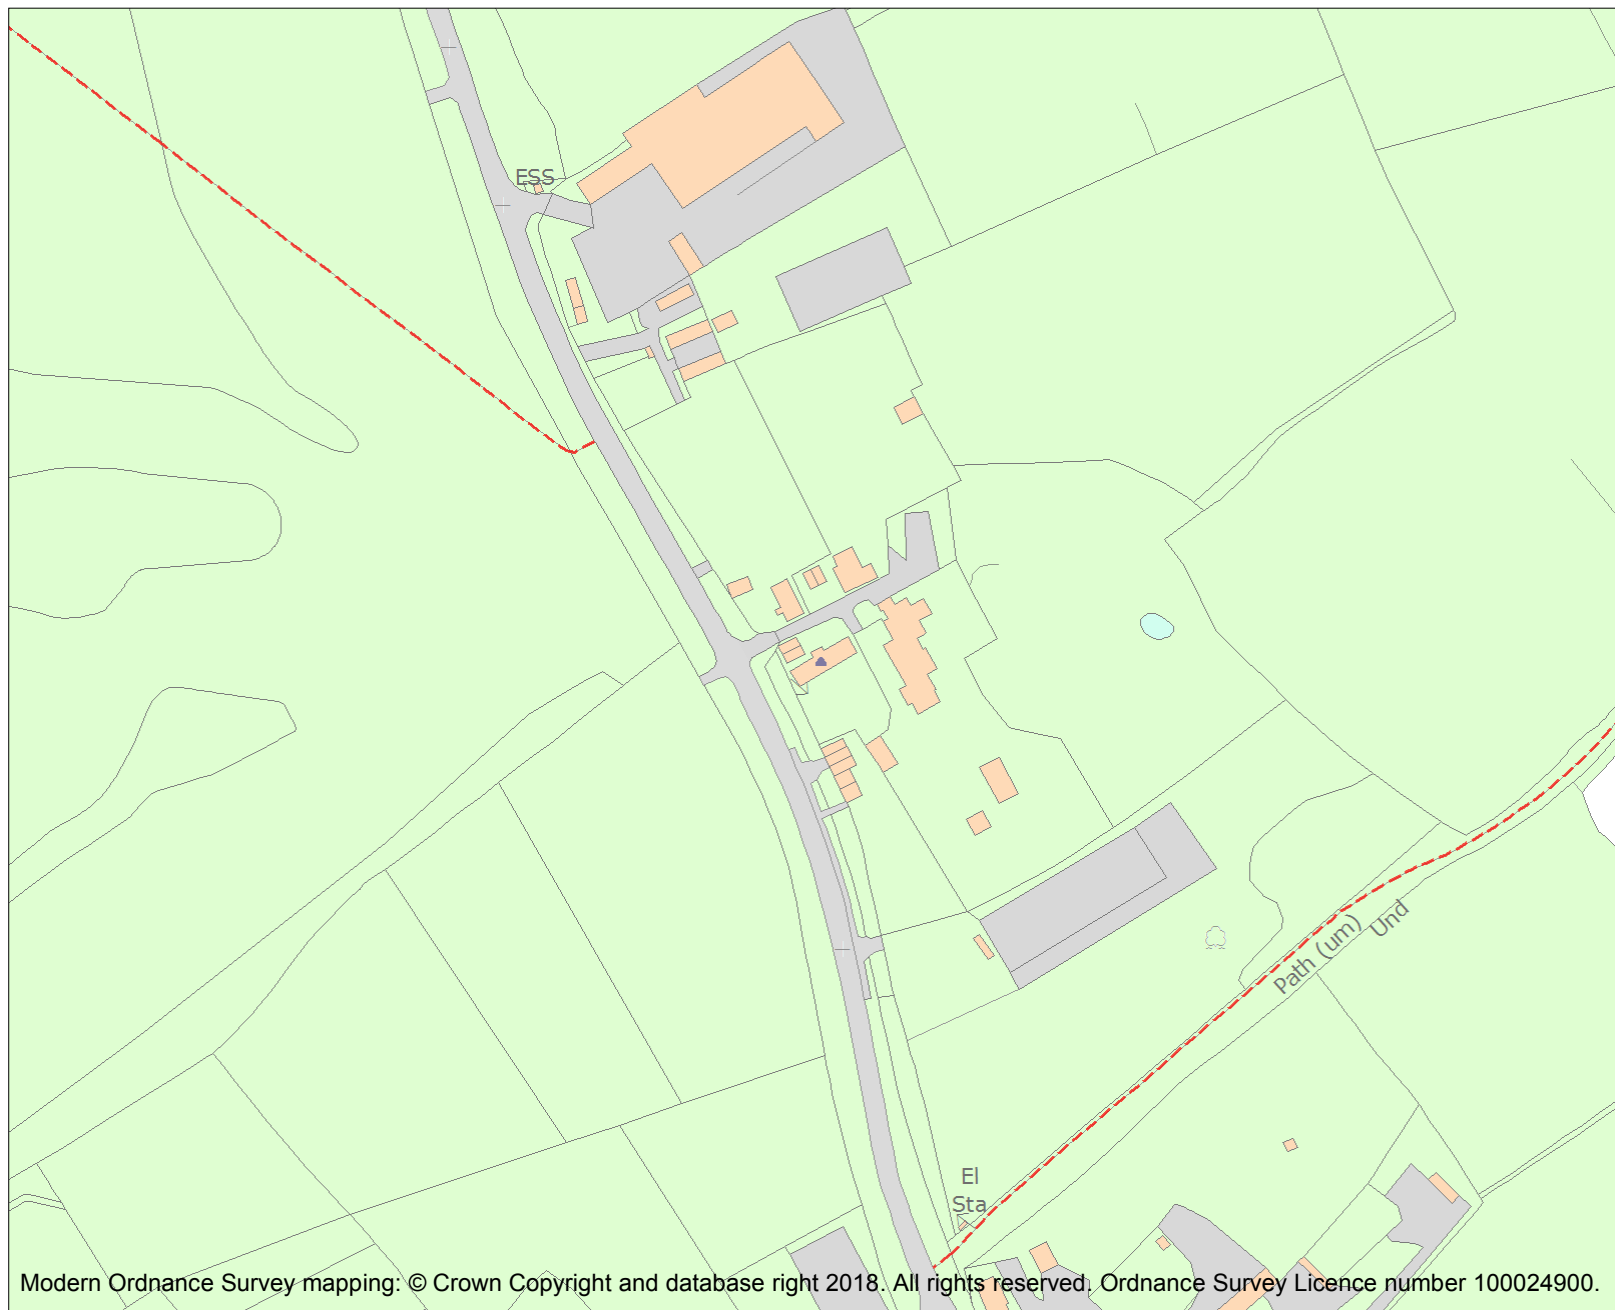 ESS
Path (um)
Und
El
Sta
Modern Ordnance Survey mapping: © Crown Copyright and database right 2018. All rights reserved. Ordnance Survey Licence number 100024900.